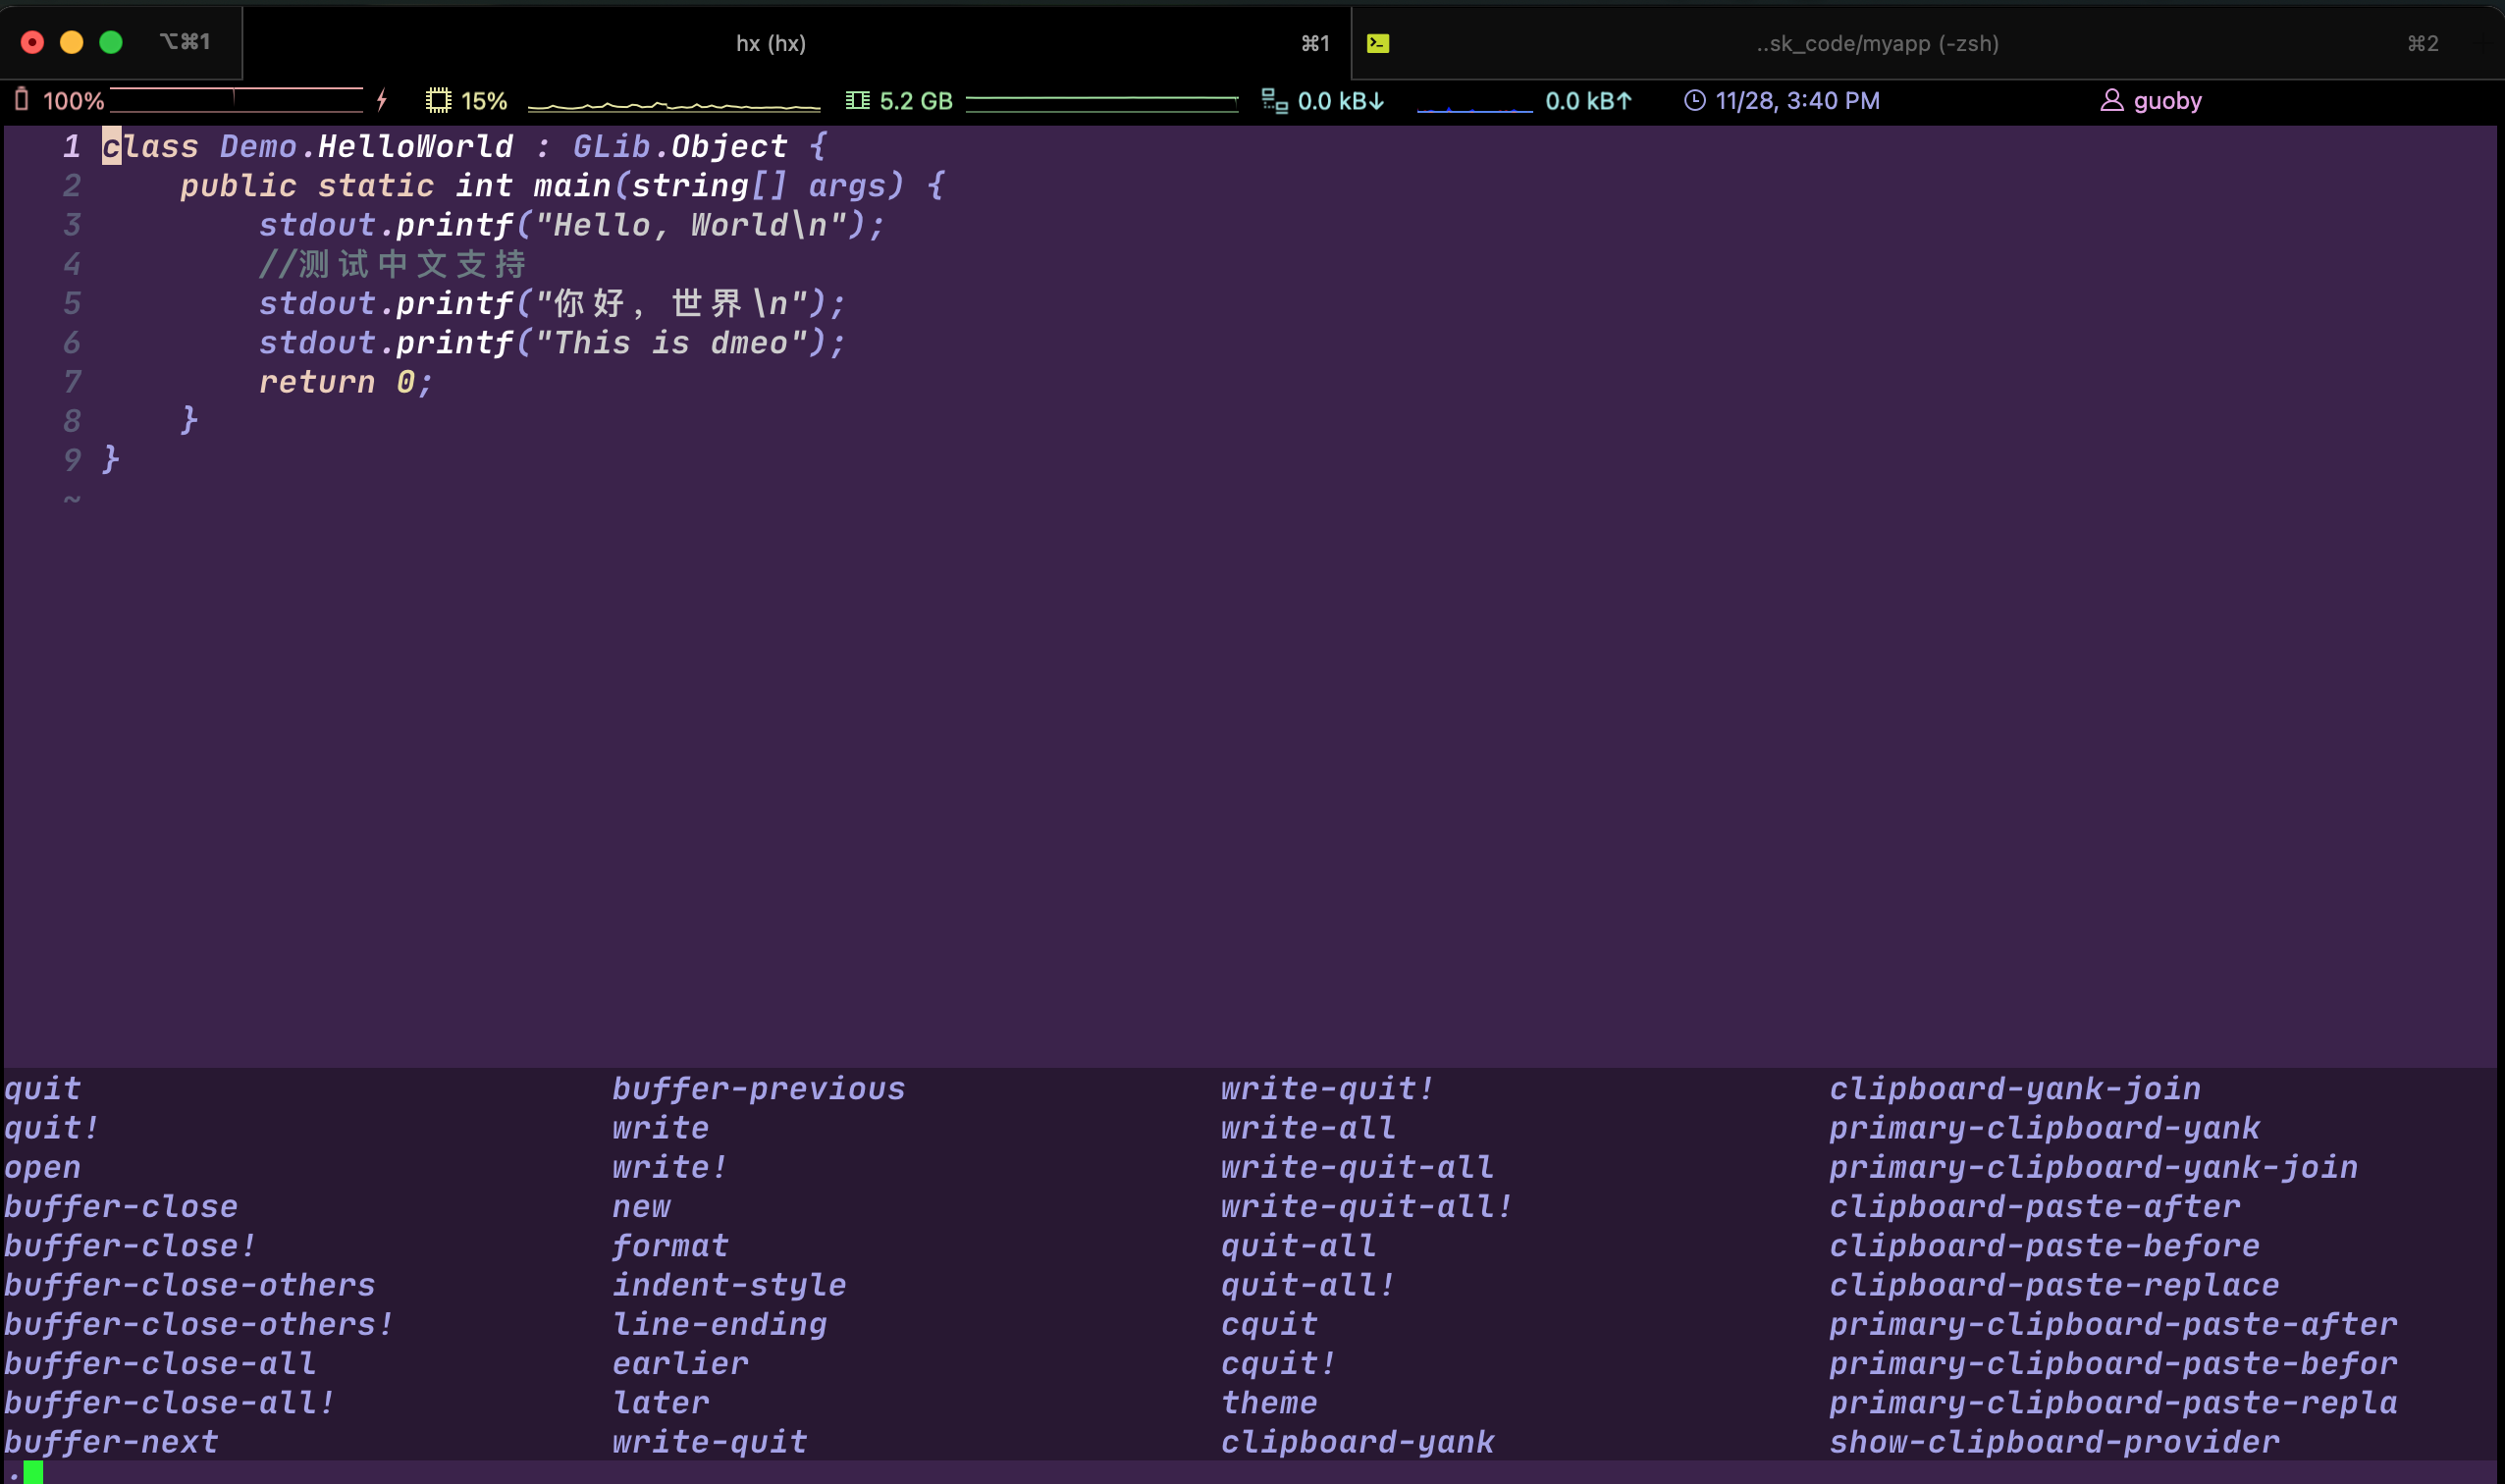 ⌥⌘1 hx (hx) ⌘1 ..sk_code/myapp (-zsh) ⌘2
100% 15% 5.2 GB 0.0 kB↓ 0.0 kB↑ 11/28, 3:40 PM guoby
1 class Demo.HelloWorld : GLib.Object {
2     public static int main(string[] args) {
3         stdout.printf("Hello, World\n");
4         //测试中文支持
5         stdout.printf("你好，世界\n");
6         stdout.printf("This is dmeo");
7         return 0;
8     }
9 }
~
quit buffer-previous write-quit! clipboard-yank-join
quit! write write-all primary-clipboard-yank
open write! write-quit-all primary-clipboard-yank-join
buffer-close new write-quit-all! clipboard-paste-after
buffer-close! format quit-all clipboard-paste-before
buffer-close-others indent-style quit-all! clipboard-paste-replace
buffer-close-others! line-ending cquit primary-clipboard-paste-after
buffer-close-all earlier cquit! primary-clipboard-paste-befor
buffer-close-all! later theme primary-clipboard-paste-repla
buffer-next write-quit clipboard-yank show-clipboard-provider
: